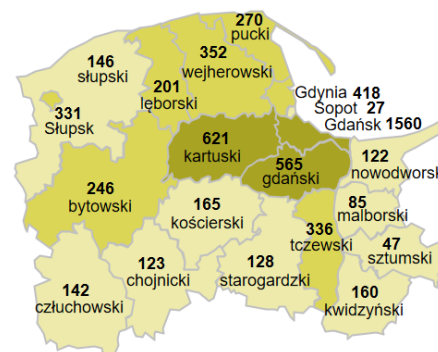 270
pucki
146
słupski
352
wejherowski
201
lęborski
331
Słupsk
Gdynia 418
Sopot 27
Gdańsk 1560
621
kartuski
565
gdański
122
nowodworsk
246
bytowski
165
kościerski
85
malborski
336
tczewski
47
sztumski
123
chojnicki
128
starogardzki
142
człuchowski
160
kwidzyński